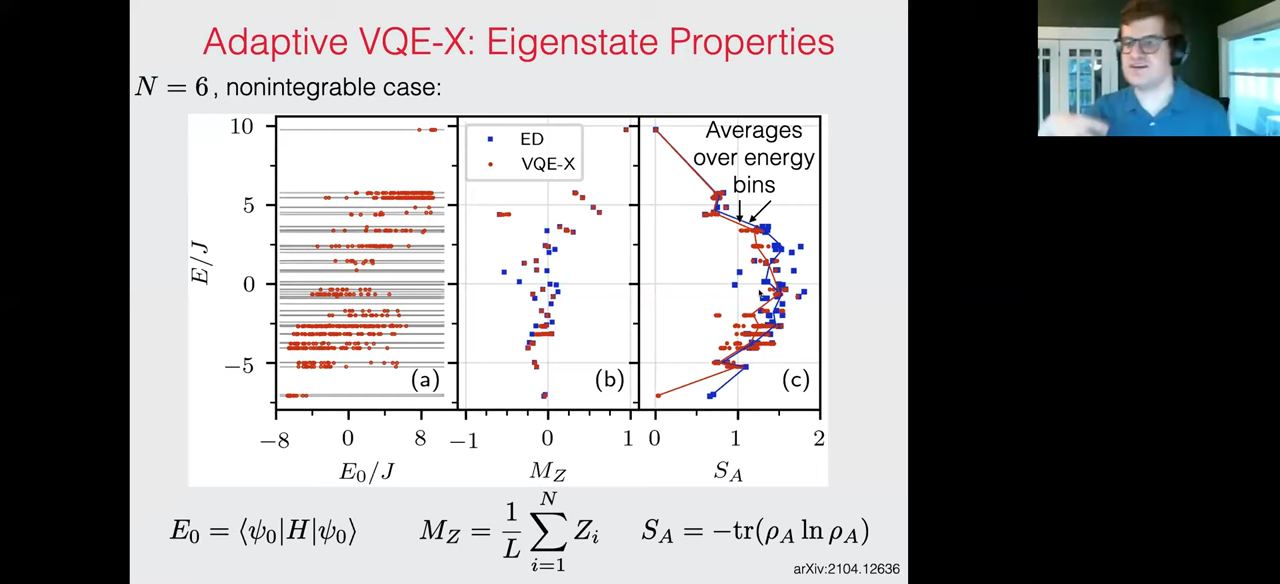 Adaptive VQE-X: Eigenstate Properties
N = 6, nonintegrable case:
10
5
0
−5
E/J
(a)
−8 0 8
E₀/J
ED
VQE-X
(b)
−1 0 1
M_Z
Averages
over energy
bins
(c)
0 1 2
S_A
E₀ = ⟨ψ₀|H|ψ₀⟩
M_Z = 1/L ∑_{i=1}^{N} Z_i
S_A = −tr(ρ_A ln ρ_A)
arXiv:2104.12636